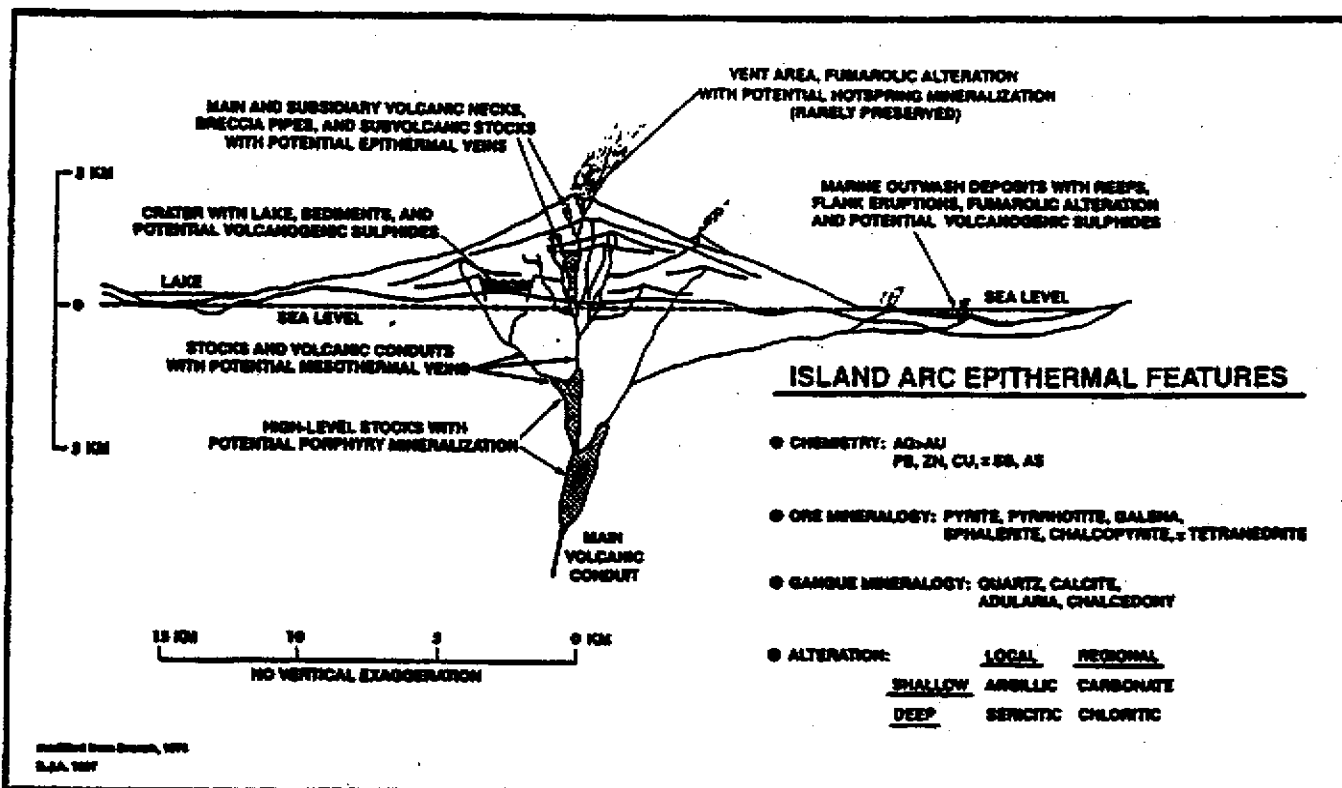 VENT AREA, FUMAROLIC ALTERATION
WITH POTENTIAL HOTSPRING MINERALIZATION
(RARELY PRESERVED)
MAIN AND SUBSIDIARY VOLCANIC NECKS,
BRECCIA PIPES, AND SUBVOLCANIC STOCKS
WITH POTENTIAL EPITHERMAL VEINS
KM
MARINE OUTWASH DEPOSITS WITH REEFS,
FLANK ERUPTIONS, FUMAROLIC ALTERATION
AND POTENTIAL VOLCANOGENIC SULPHIDES
CRATER WITH LAKE, SEDIMENTS, AND
POTENTIAL VOLCANOGENIC SULPHIDES
LAKE
0
SEA LEVEL
SEA LEVEL
STOCKS AND VOLCANIC CONDUITS
WITH POTENTIAL MESOTHERMAL VEINS
HIGH-LEVEL STOCKS WITH
POTENTIAL PORPHYRY MINERALIZATION
KM
MAIN
VOLCANIC
CONDUIT
15 KM 10 5 0 KM
NO VERTICAL EXAGGERATION
ISLAND ARC EPITHERMAL FEATURES
CHEMISTRY: AG>AU
PB, ZN, CU, ± SB, AS
ORE MINERALOGY: PYRITE, PYRRHOTITE, GALENA,
SPHALERITE, CHALCOPYRITE, ± TETRAHEDRITE
GANGUE MINERALOGY: QUARTZ, CALCITE,
ADULARIA, CHALCEDONY
ALTERATION: LOCAL REGIONAL
SHALLOW ARGILLIC CARBONATE
DEEP SERICITIC CHLORITIC
modified from